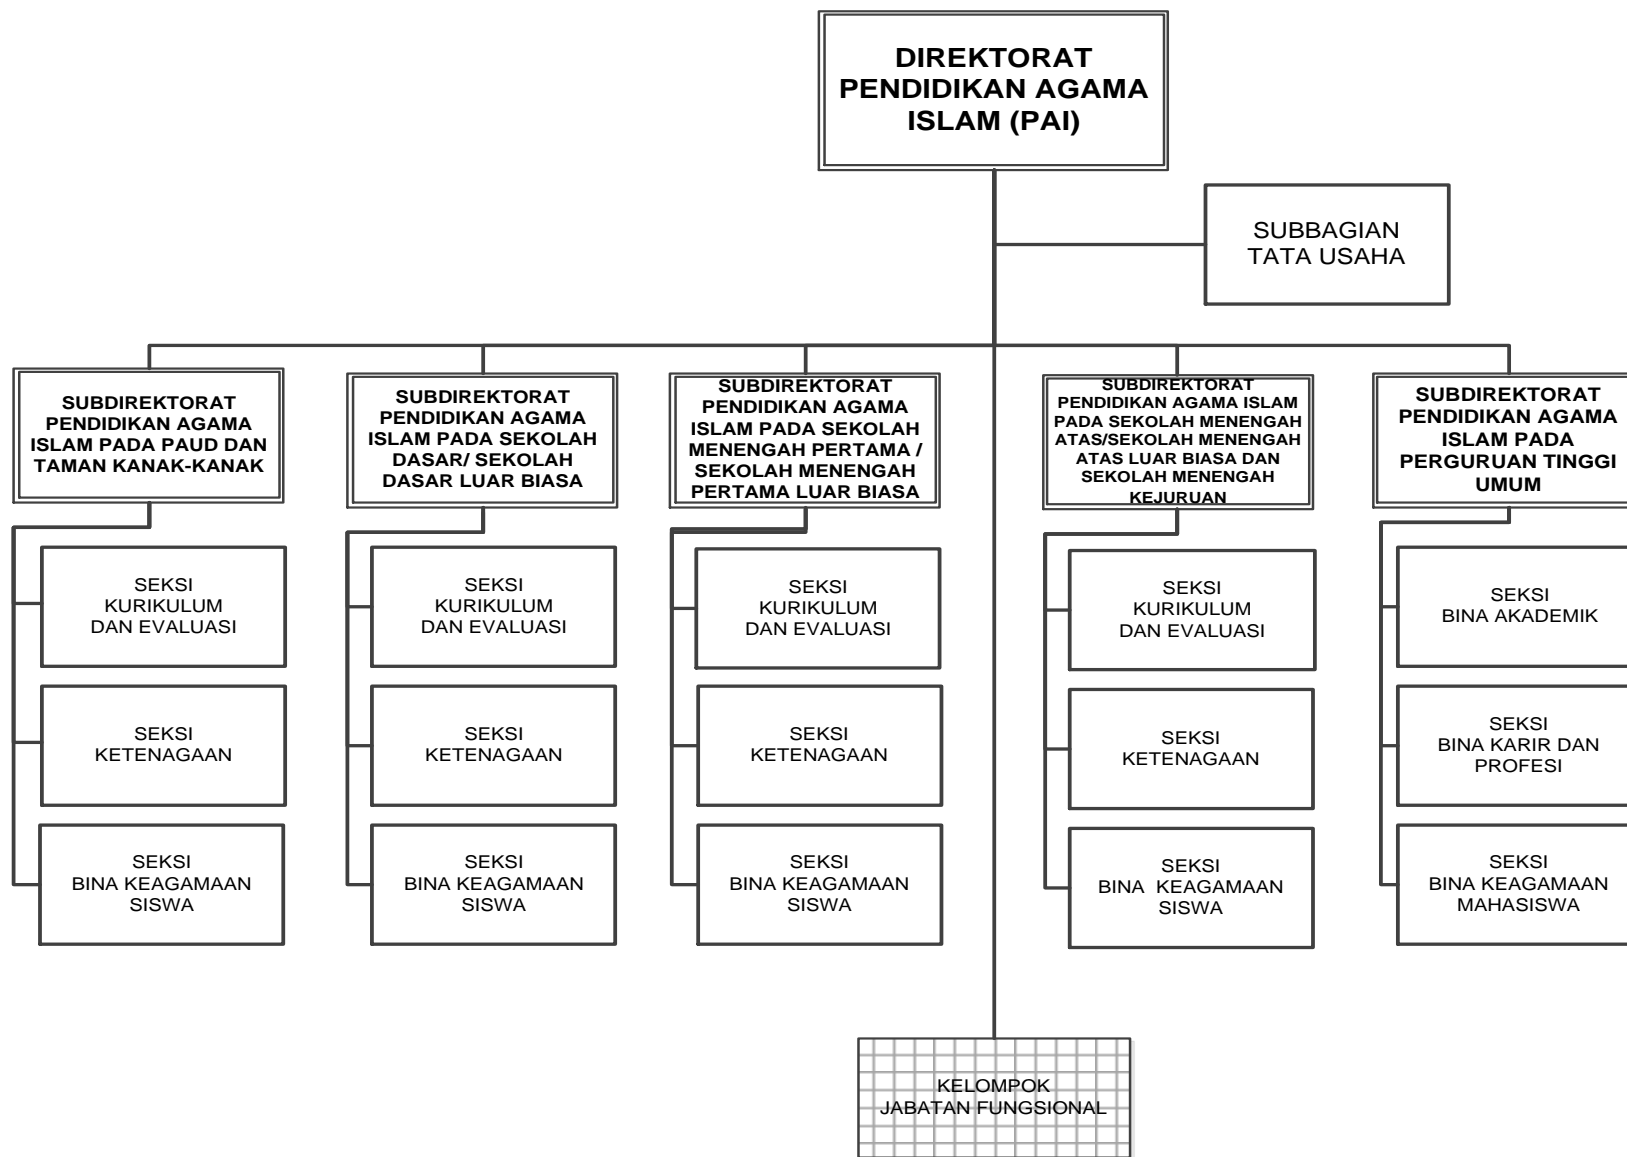 DIREKTORAT
PENDIDIKAN AGAMA
ISLAM (PAI)
SUBBAGIAN
TATA USAHA
SUBDIREKTORAT
PENDIDIKAN AGAMA
ISLAM PADA PAUD DAN
TAMAN KANAK-KANAK
SUBDIREKTORAT
PENDIDIKAN AGAMA
ISLAM PADA SEKOLAH
DASAR/ SEKOLAH
DASAR LUAR BIASA
SUBDIREKTORAT
PENDIDIKAN AGAMA
ISLAM PADA SEKOLAH
MENENGAH PERTAMA /
SEKOLAH MENENGAH
PERTAMA LUAR BIASA
SUBDIREKTORAT
PENDIDIKAN AGAMA ISLAM
PADA SEKOLAH MENENGAH
ATAS/SEKOLAH MENENGAH
ATAS LUAR BIASA DAN
SEKOLAH MENENGAH
KEJURUAN
SUBDIREKTORAT
PENDIDIKAN AGAMA
ISLAM PADA
PERGURUAN TINGGI
UMUM
SEKSI
KURIKULUM
DAN EVALUASI
SEKSI
KURIKULUM
DAN EVALUASI
SEKSI
KURIKULUM
DAN EVALUASI
SEKSI
KURIKULUM
DAN EVALUASI
SEKSI
BINA AKADEMIK
SEKSI
KETENAGAAN
SEKSI
KETENAGAAN
SEKSI
KETENAGAAN
SEKSI
KETENAGAAN
SEKSI
BINA KARIR DAN
PROFESI
SEKSI
BINA KEAGAMAAN
SISWA
SEKSI
BINA KEAGAMAAN
SISWA
SEKSI
BINA KEAGAMAAN
SISWA
SEKSI
BINA KEAGAMAAN
SISWA
SEKSI
BINA KEAGAMAAN
MAHASISWA
KELOMPOK
JABATAN FUNGSIONAL